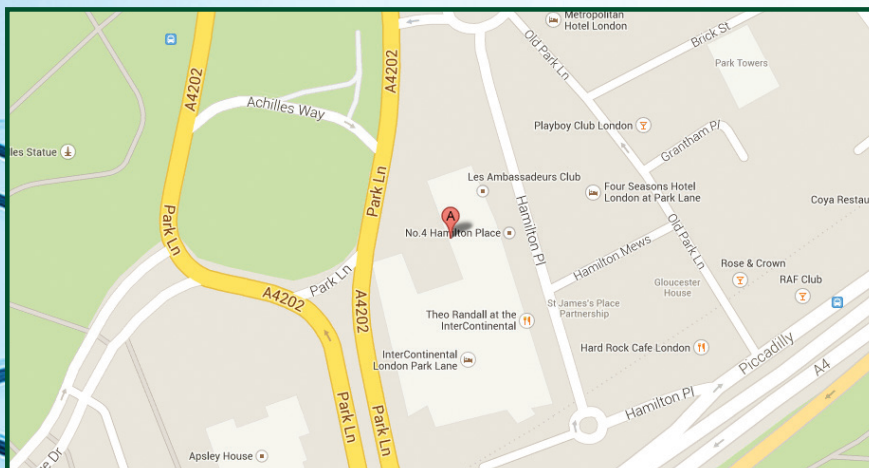 Metropolitan
Hotel London
Old Park Ln
Brick St
Park Towers
A4202
A4202
Achilles Way
Playboy Club London
Grantham Pl
les Statue
Les Ambassadeurs Club
Four Seasons Hotel
London at Park Lane
Coya Restau
Park Ln
Park Ln
Hamilton Pl
A
No.4 Hamilton Place
Old Park Ln
Hamilton Mews
Rose & Crown
Park Ln
Gloucester
House
RAF Club
A4202
A4202
St James's Place
Partnership
Theo Randall at the
InterContinental
Hard Rock Cafe London
Piccadilly
InterContinental
London Park Lane
A4
Hamilton Pl
Park Ln
Park Ln
Apsley House
e Dr